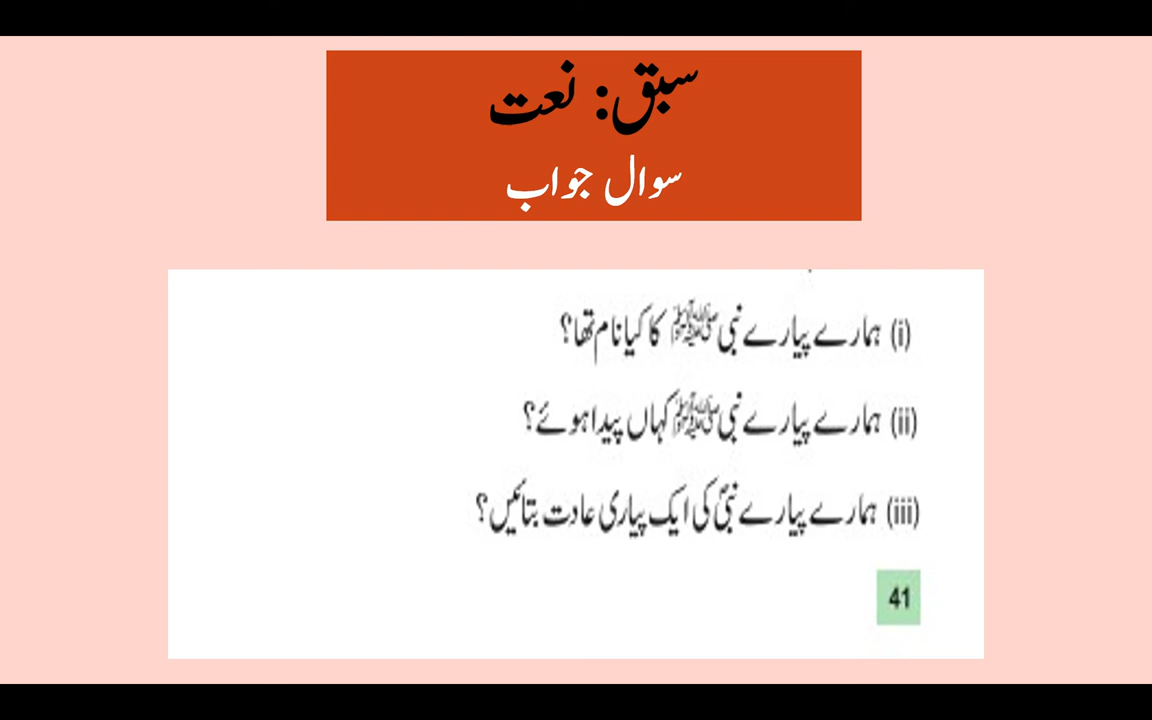 سبق: نعت
سوال جواب
(i) ہمارے پیارے نبی ﷺ کا کیا نام تھا؟
(ii) ہمارے پیارے نبی ﷺ کہاں پیدا ہوئے؟
(iii) ہمارے پیارے نبیؐ کی ایک پیاری عادت بتائیں؟
41